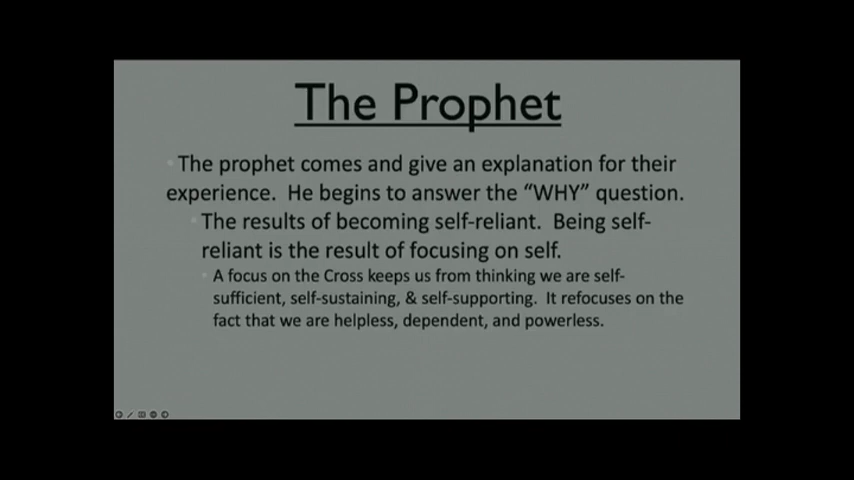 The Prophet
The prophet comes and give an explanation for their
experience.  He begins to answer the “WHY” question.
The results of becoming self-reliant.  Being self-
reliant is the result of focusing on self.
A focus on the Cross keeps us from thinking we are self-
sufficient, self-sustaining, & self-supporting.  It refocuses on the
fact that we are helpless, dependent, and powerless.